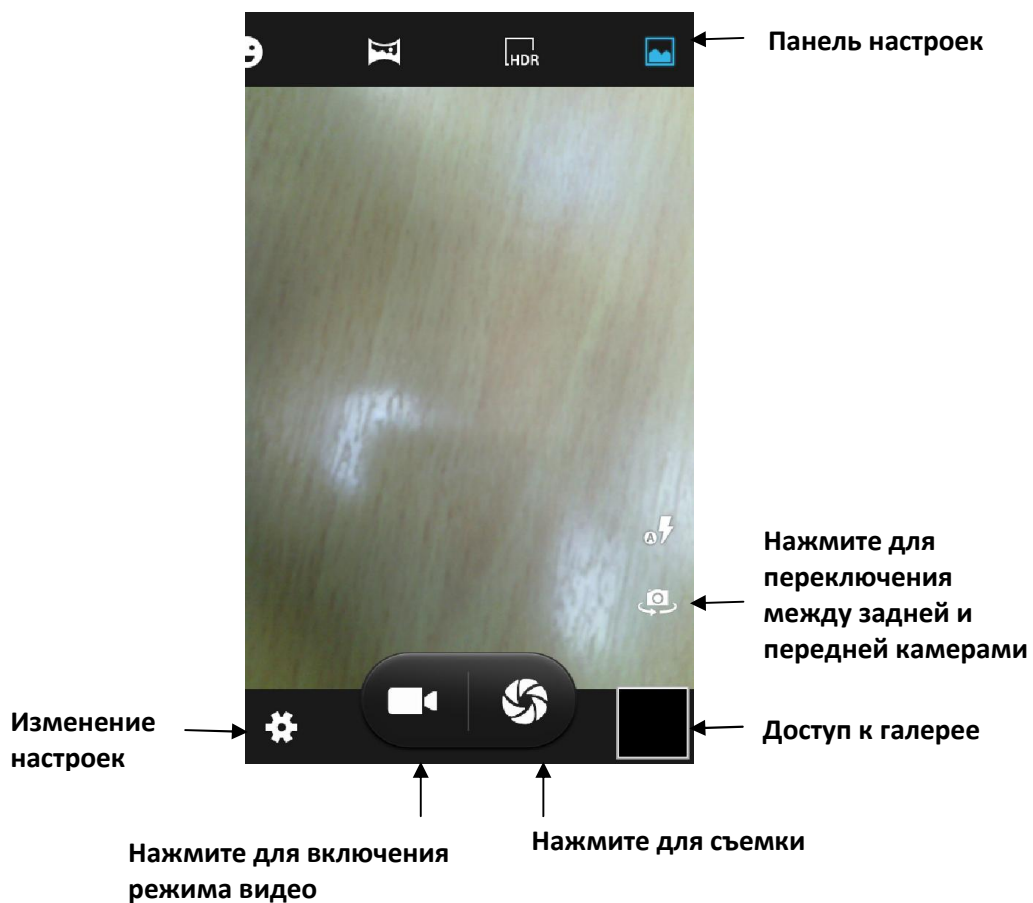 Панель настроек
HDR
A
Нажмите для
переключения
между задней и
передней камерами
Изменение
настроек
Доступ к галерее
Нажмите для съемки
Нажмите для включения
режима видео